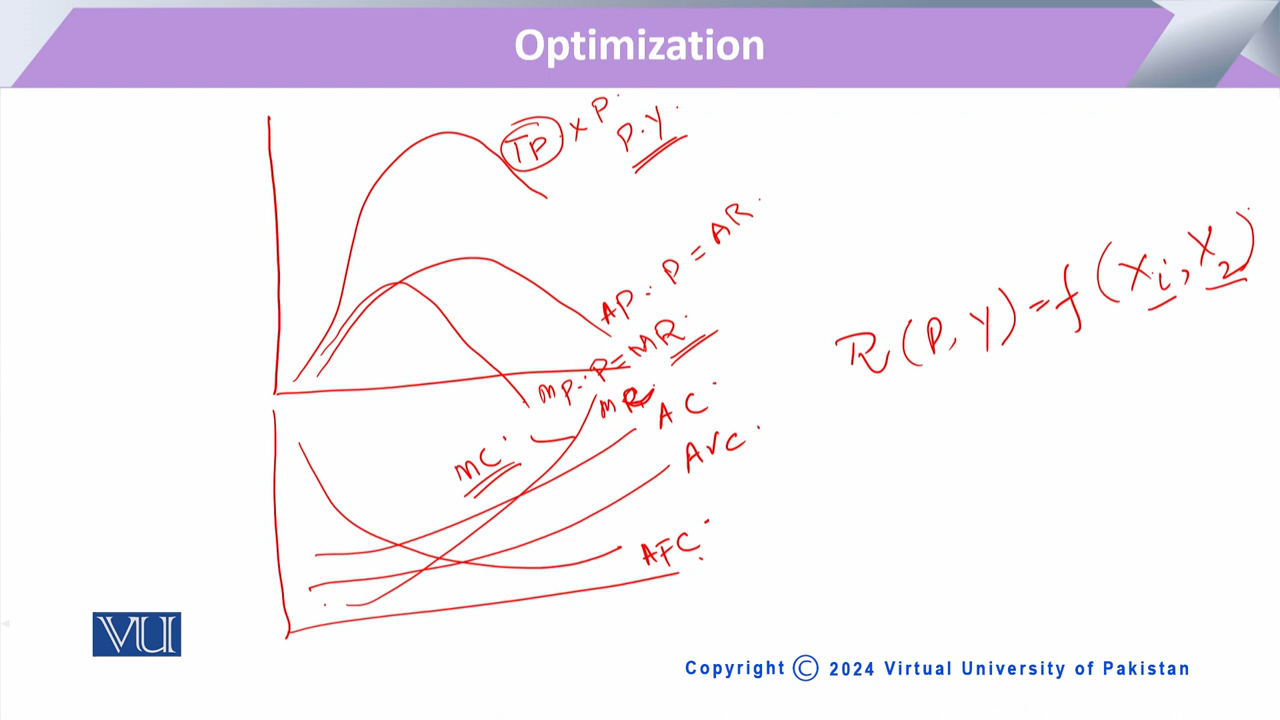 Optimization
TP × P.
P.Y.
AP. P = AR.
MP. P = MR.
MR
AC.
MC.
AVC.
AFC.
R(P, Y) = f(Xi, X2)
VU
Copyright © 2024 Virtual University of Pakistan